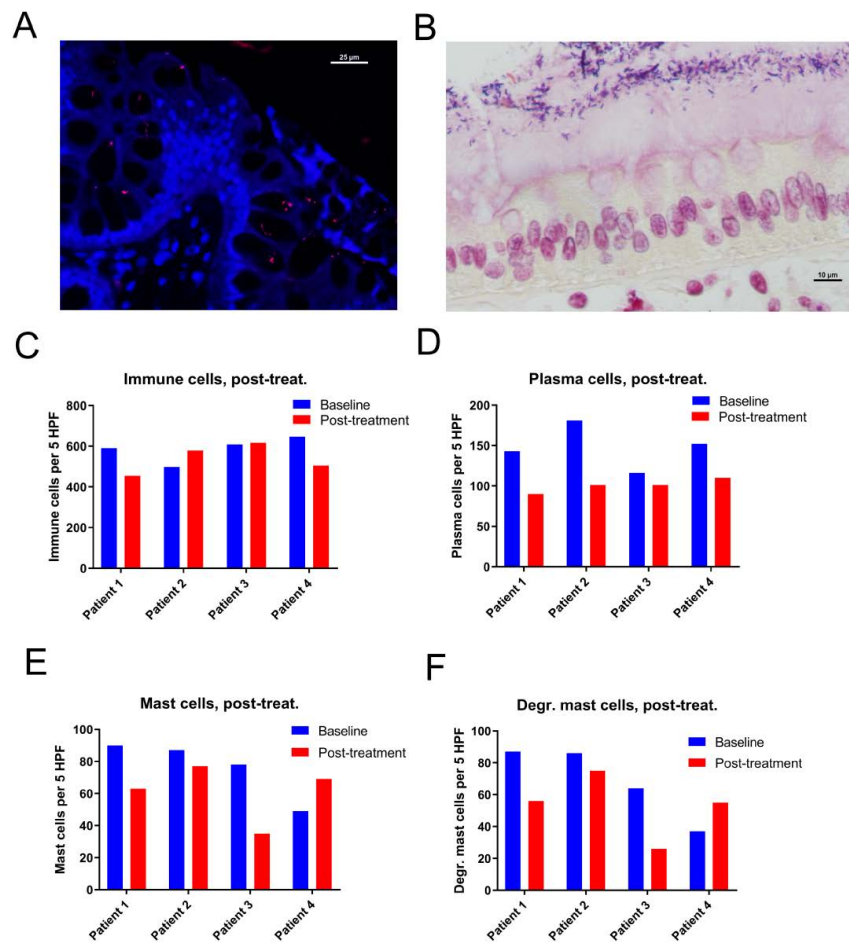 A
25 µm
B
10 µm
C
Immune cells, post-treat.
Immune cells per 5 HPF
800
600
400
200
0
Baseline
Post-treatment
Patient 1
Patient 2
Patient 3
Patient 4
D
Plasma cells, post-treat.
Plasma cells per 5 HPF
200
150
100
50
0
Baseline
Post-treatment
Patient 1
Patient 2
Patient 3
Patient 4
E
Mast cells, post-treat.
Mast cells per 5 HPF
100
80
60
40
20
0
Baseline
Post-treatment
Patient 1
Patient 2
Patient 3
Patient 4
F
Degr. mast cells, post-treat.
Degr. mast cells per 5 HPF
100
80
60
40
20
0
Baseline
Post-treatment
Patient 1
Patient 2
Patient 3
Patient 4